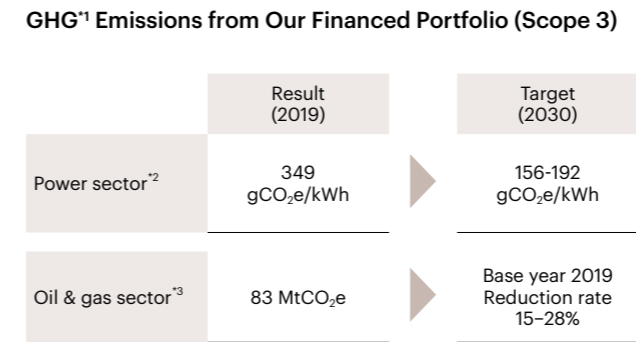 GHG*1 Emissions from Our Financed Portfolio (Scope 3)
Result
(2019)
Target
(2030)
Power sector*2
349
gCO₂e/kWh
156-192
gCO₂e/kWh
Oil & gas sector*3
83 MtCO₂e
Base year 2019
Reduction rate
15–28%